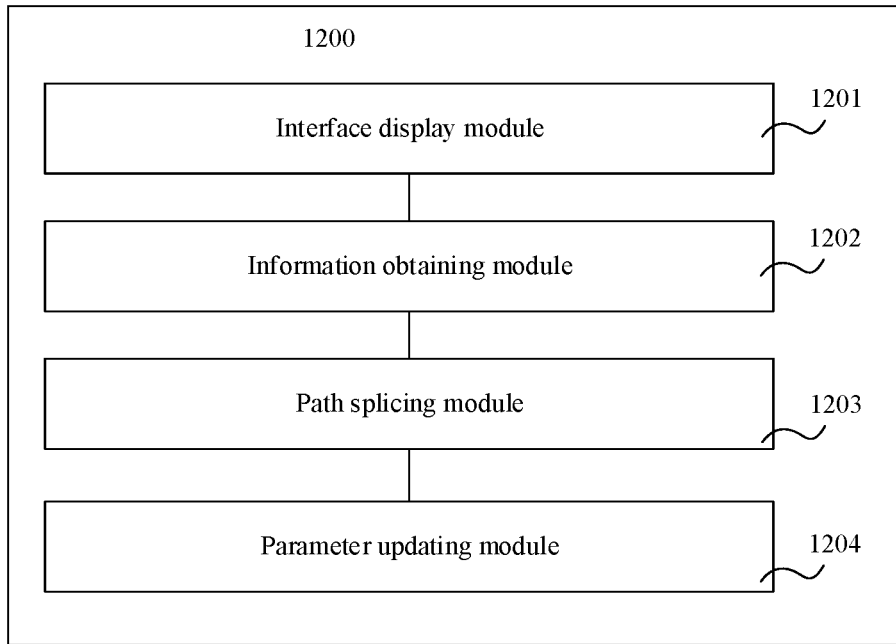 1200
Interface display module
1201
Information obtaining module
1202
Path splicing module
1203
Parameter updating module
1204